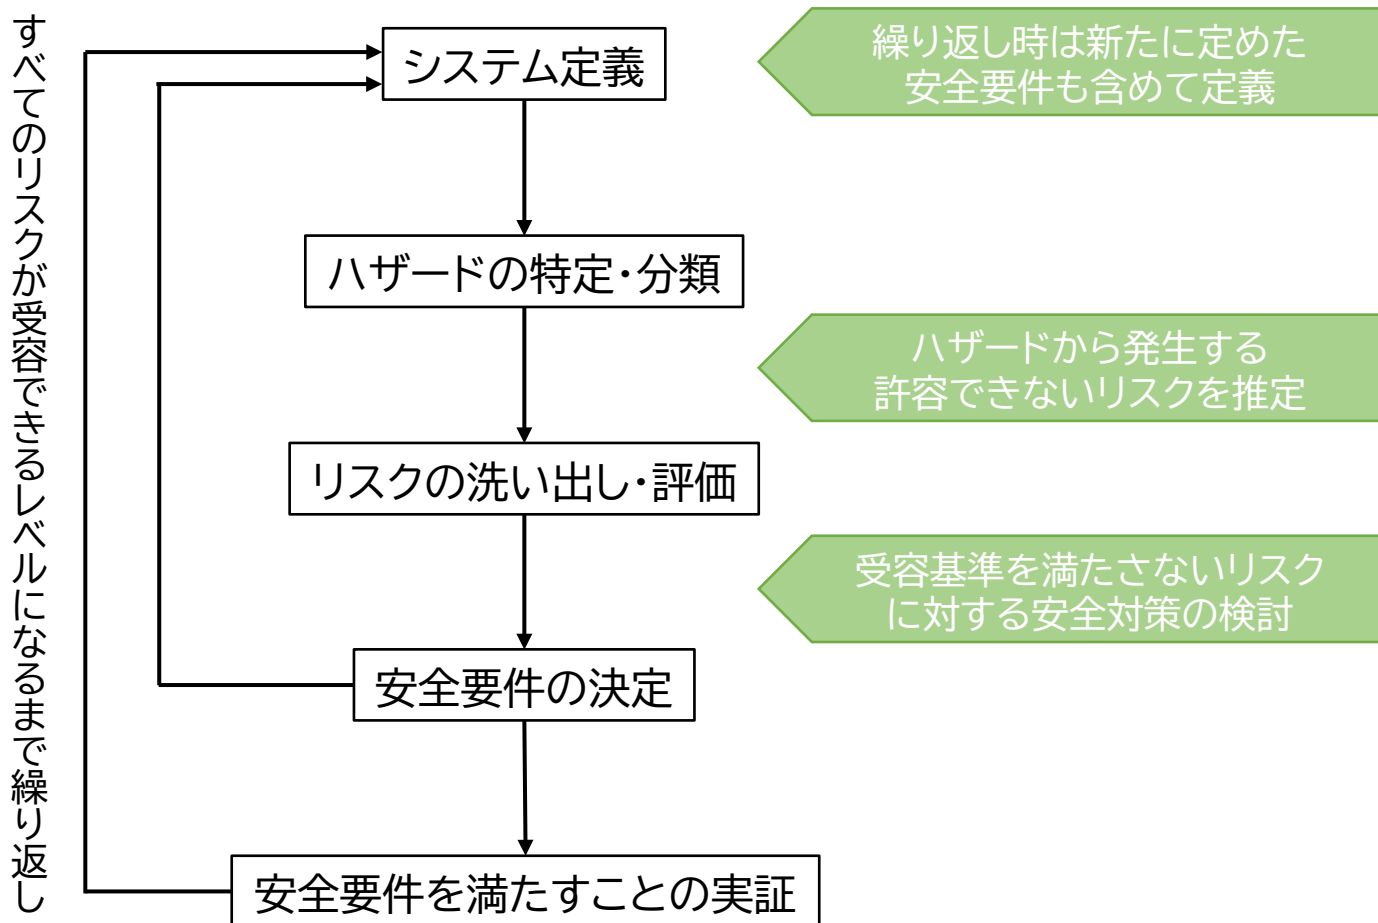 すべてのリスクが受容できるレベルになるまで繰り返し
システム定義
繰り返し時は新たに定めた
安全要件も含めて定義
ハザードの特定・分類
ハザードから発生する
許容できないリスクを推定
リスクの洗い出し・評価
受容基準を満たさないリスク
に対する安全対策の検討
安全要件の決定
安全要件を満たすことの実証